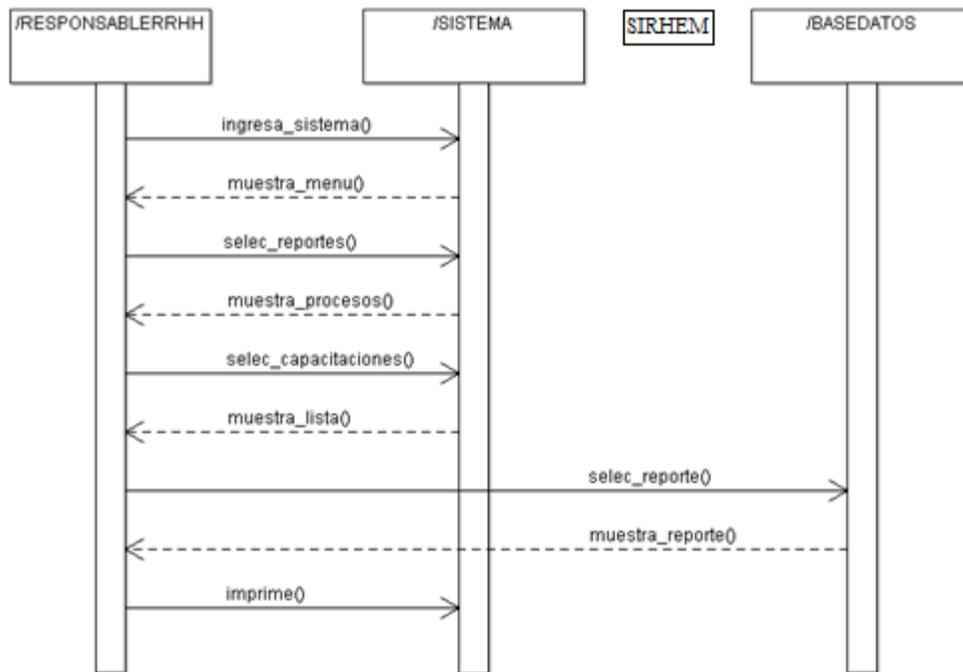 /RESPONSABLERRHH
/SISTEMA
SIRHEM
/BASEDATOS
ingresa_sistema()
muestra_menu()
selec_reportes()
muestra_procesos()
selec_capacitaciones()
muestra_lista()
selec_reporte()
muestra_reporte()
imprime()